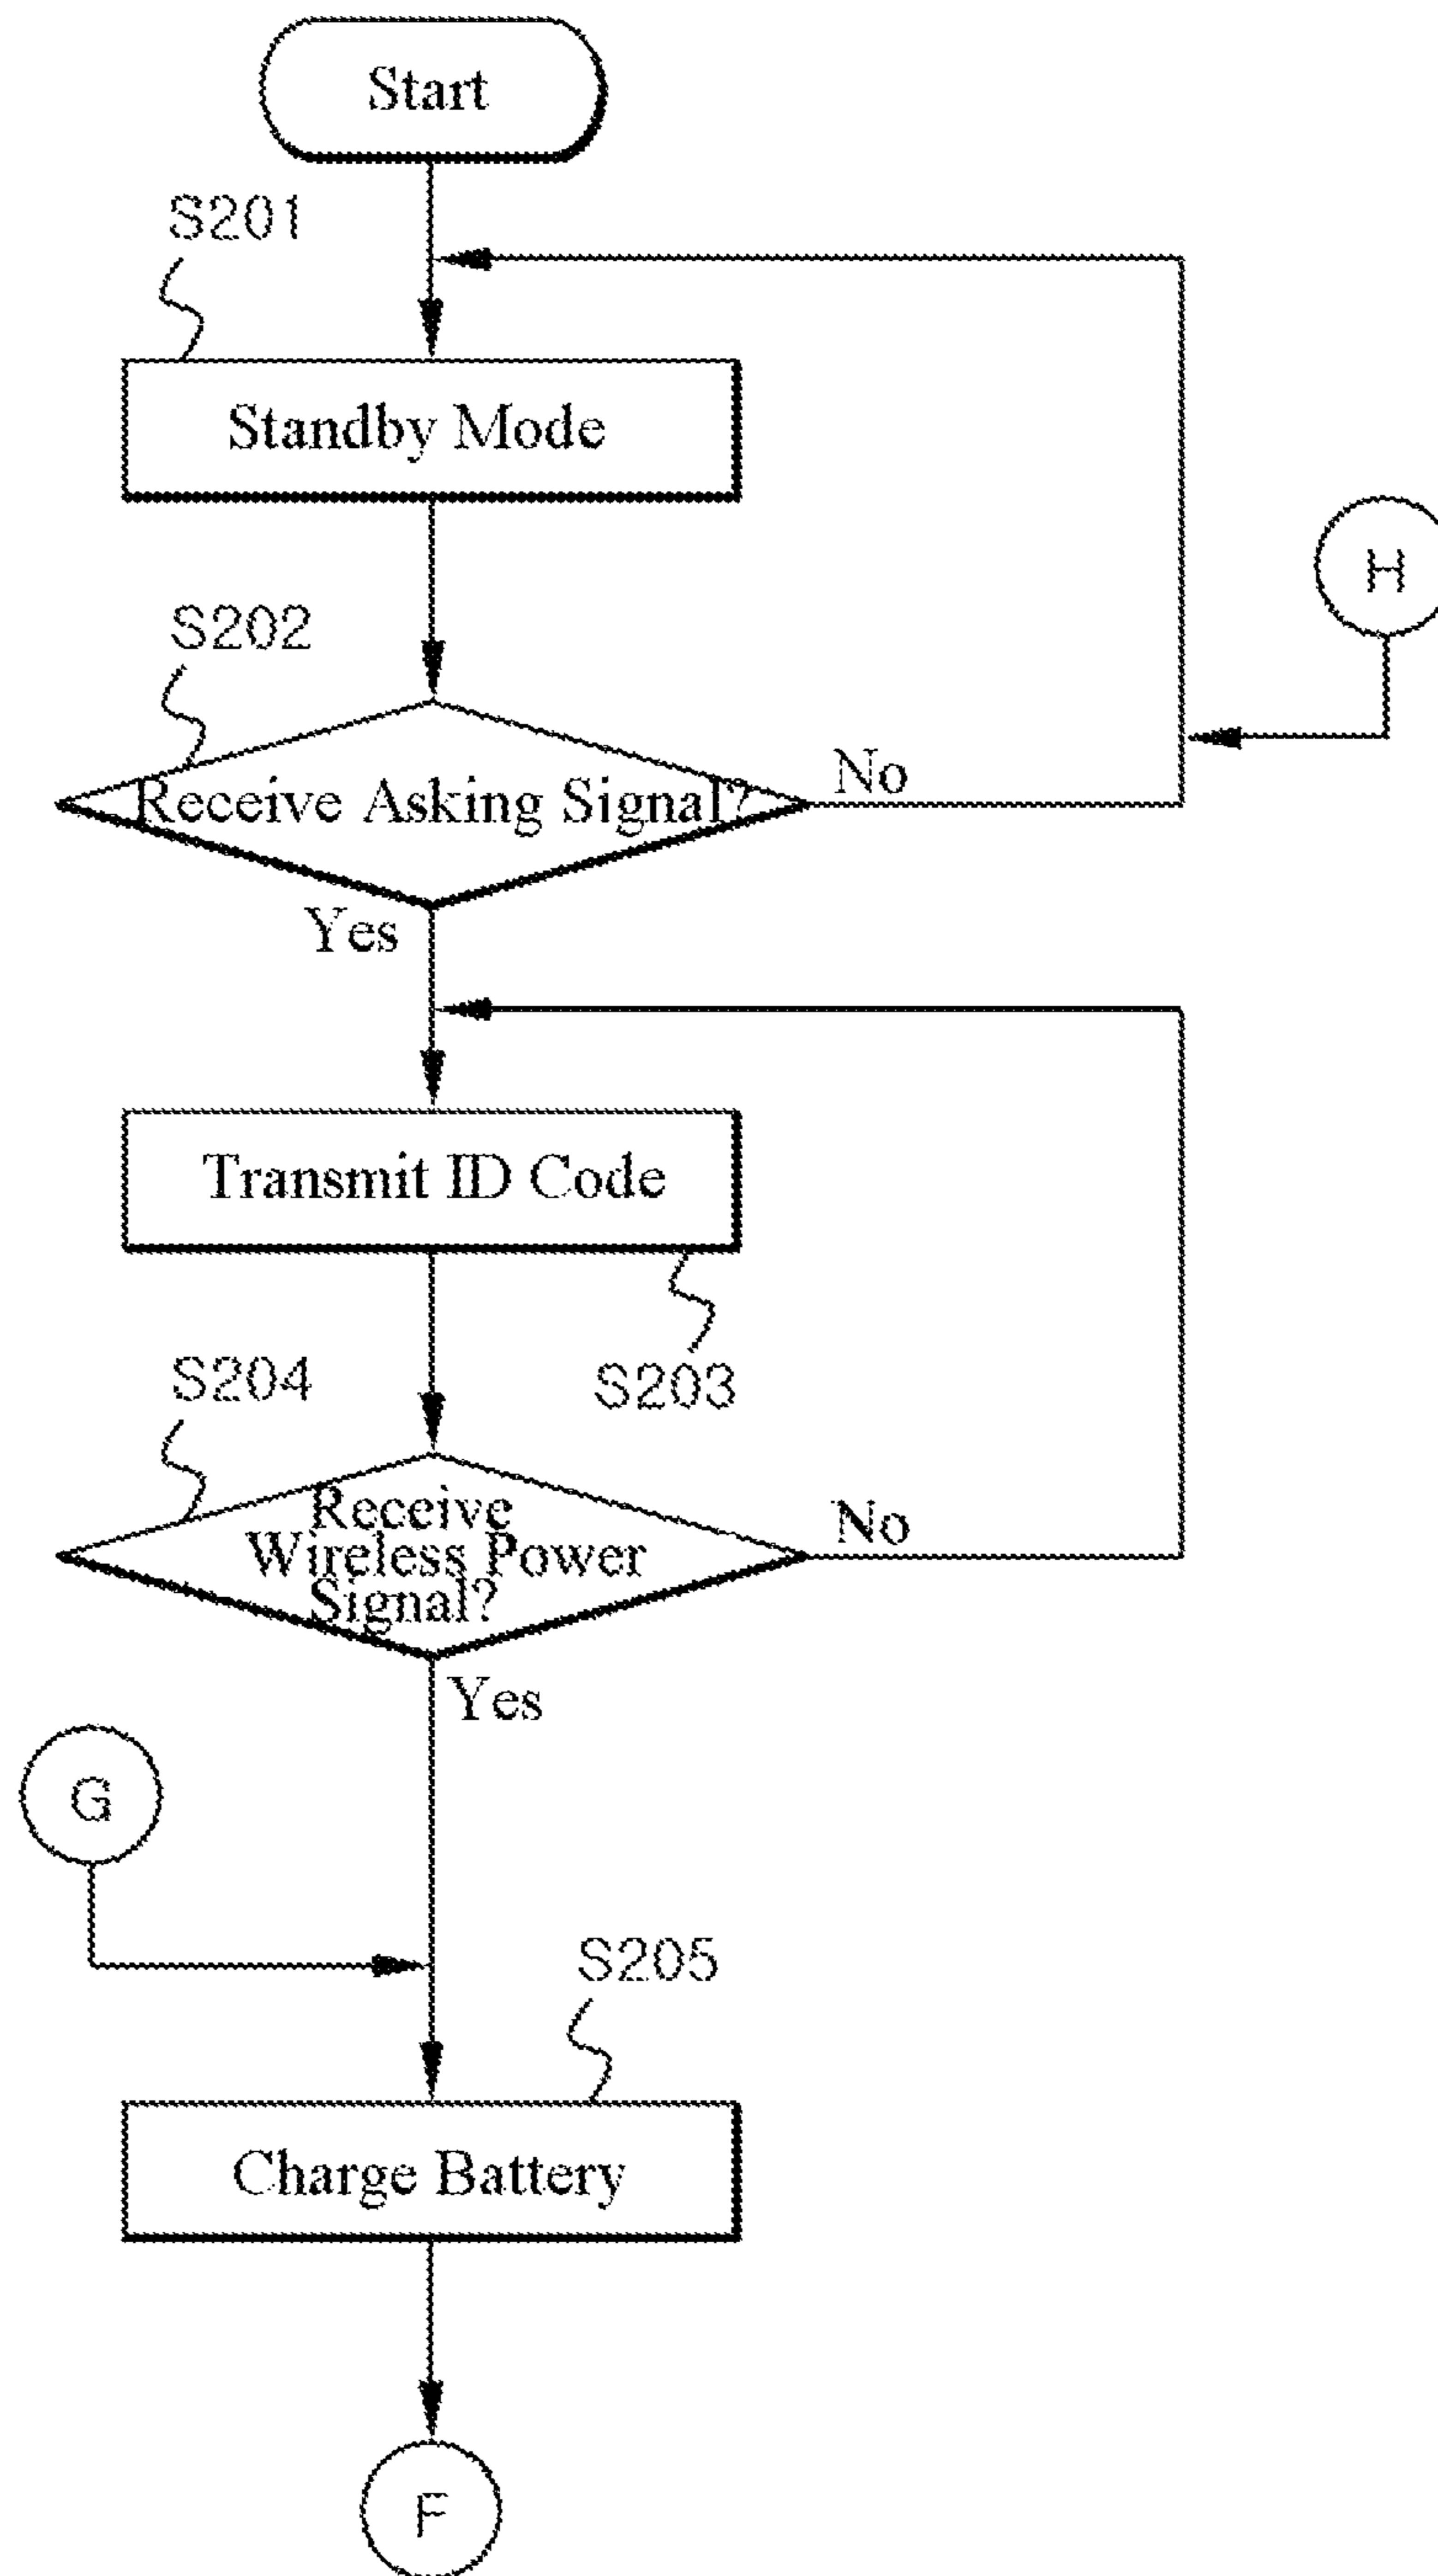 Start
S201
Standby Mode
H
S202
Receive Asking Signal?
No
Yes
Transmit ID Code
S203
S204
Receive
Wireless Power
Signal?
No
Yes
G
S205
Charge Battery
F